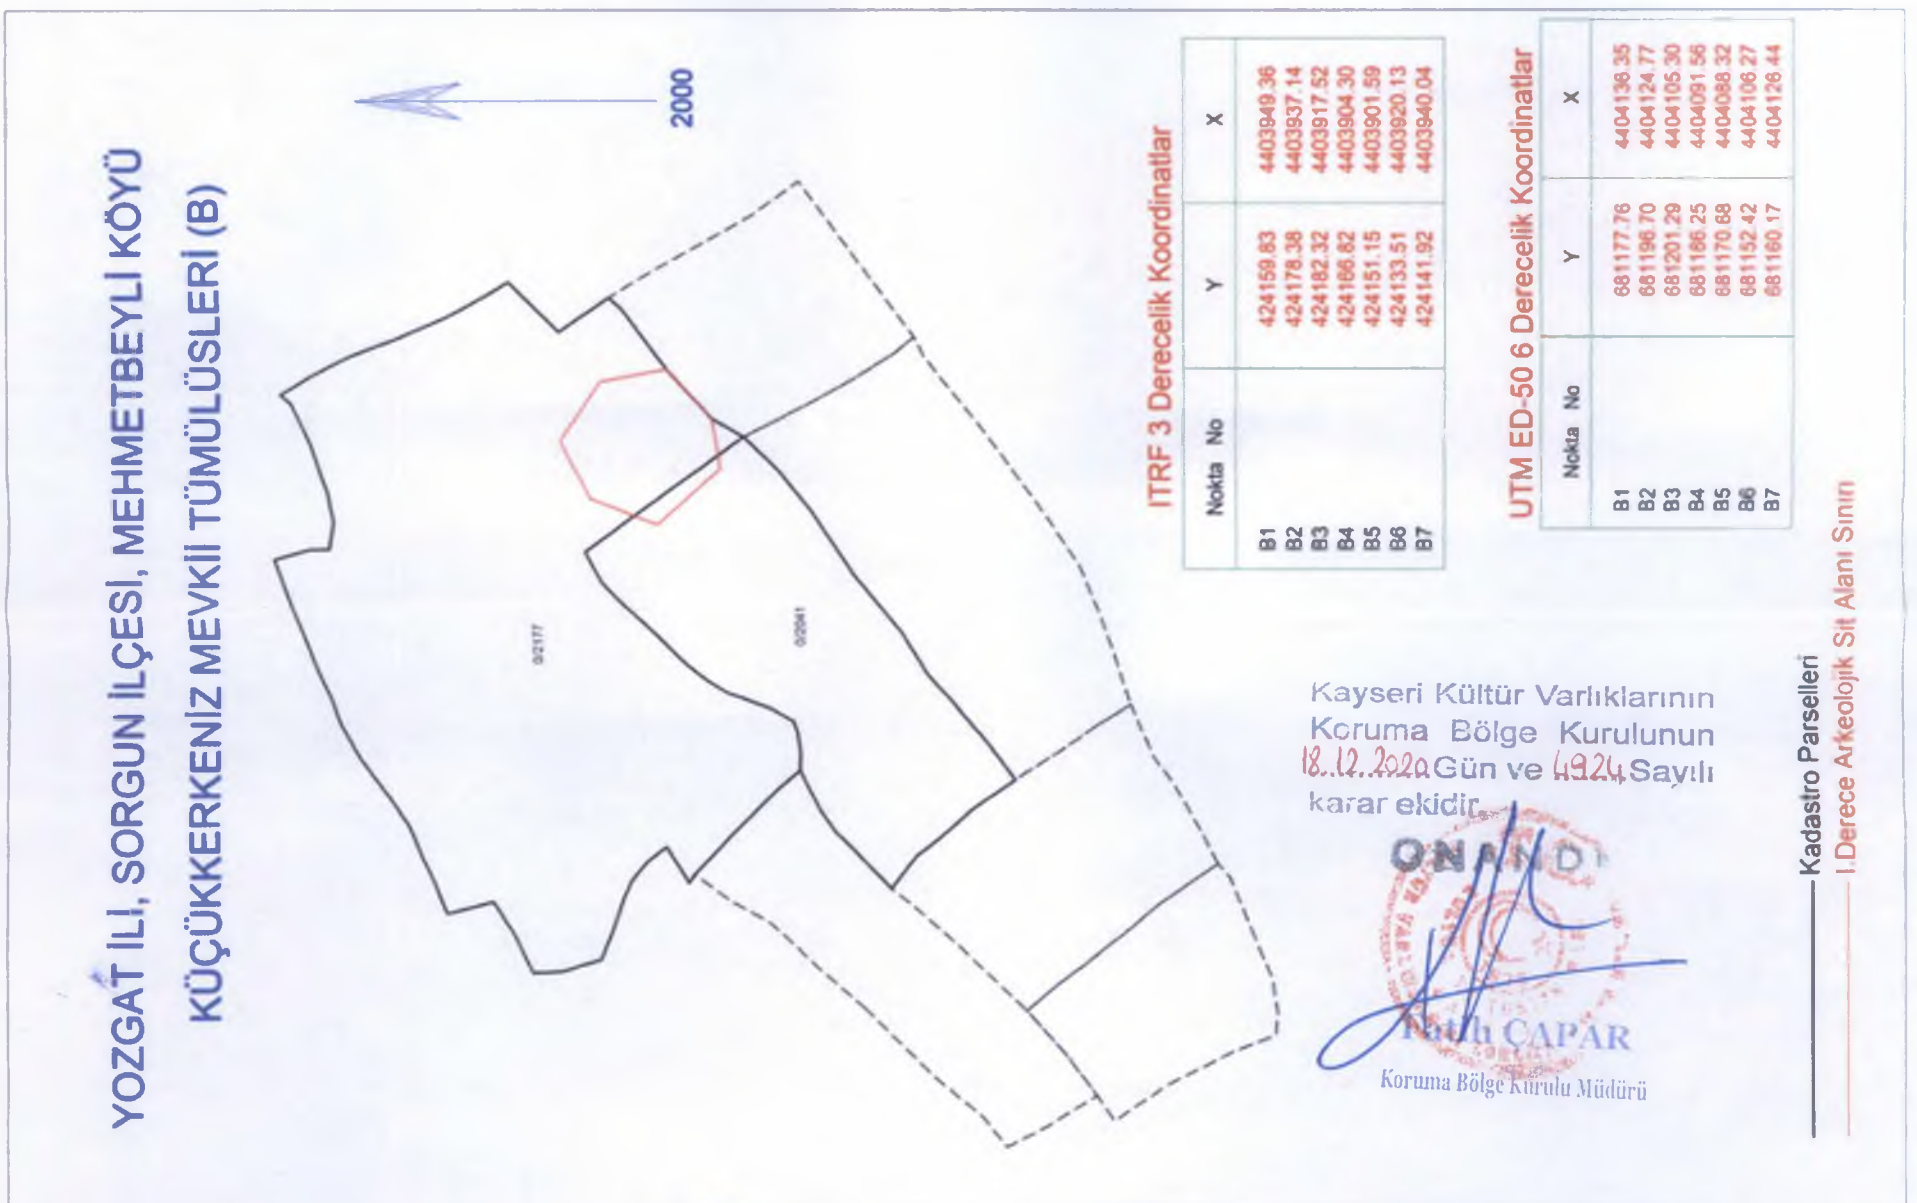 YOZGAT İLİ, SORGUN İLÇESİ, MEHMETBEYLİ KÖYÜ
KÜÇÜKKERKENİZ MEVKİİ TÜMÜLÜSLERİ (B)
2000
0/2177
0/2041
ITRF 3 Derecelik Koordinatlar
Nokta No Y X
B1 424159.83 4403949.36
B2 424178.38 4403937.14
B3 424182.32 4403917.52
B4 424166.82 4403904.30
B5 424151.15 4403901.59
B6 424133.51 4403920.13
B7 424141.92 4403940.04
UTM ED-50 6 Derecelik Koordinatlar
Nokta No Y X
B1 681177.76 4404136.35
B2 681196.70 4404124.77
B3 681201.29 4404105.30
B4 681186.25 4404091.56
B5 681170.68 4404088.32
B6 681152.42 4404106.27
B7 681160.17 4404126.44
Kayseri Kültür Varlıklarının
Koruma Bölge Kurulunun
18.12.2020 Gün ve 4924 Sayılı
karar ekidir.
Fatih ÇAPAR
Koruma Bölge Kurulu Müdürü
Kadastro Parselleri
I.Derece Arkeolojik Sit Alanı Sınırı